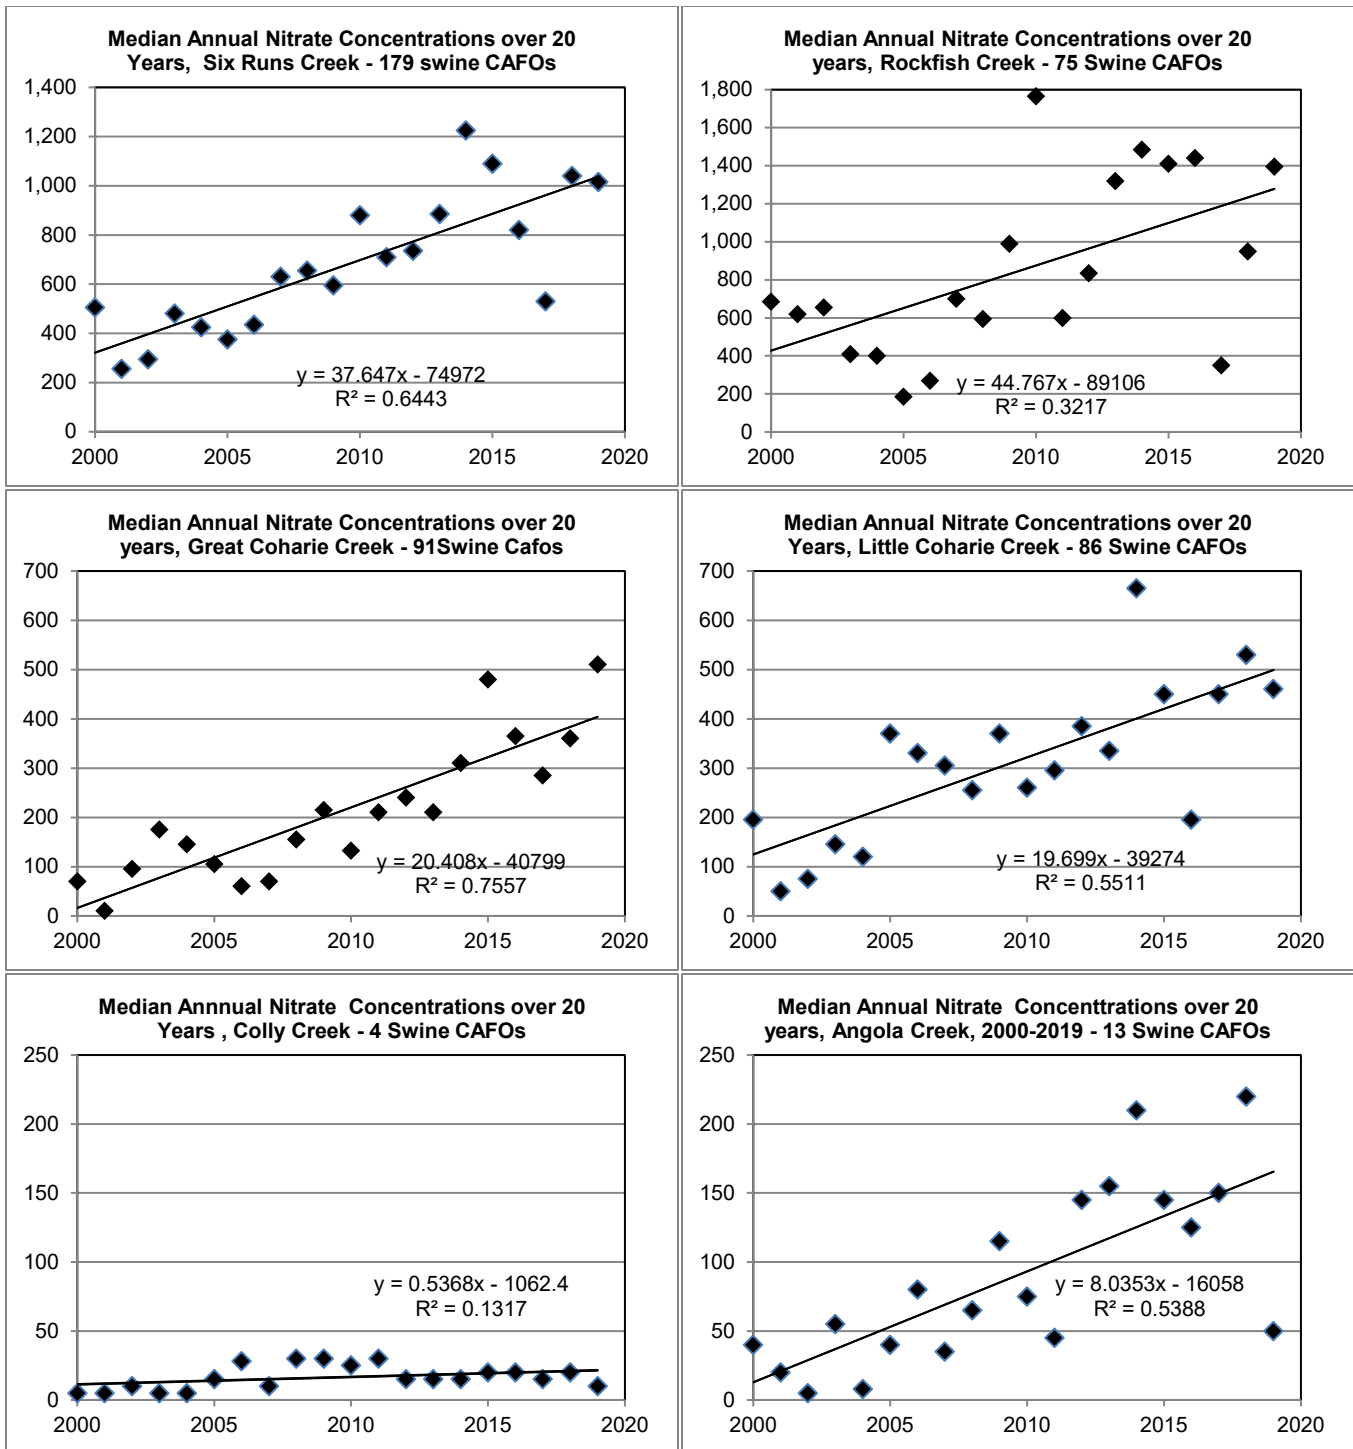 Median Annual Nitrate Concentrations over 20
Years,  Six Runs Creek - 179 swine CAFOs
1,400
1,200
1,000
800
600
400
200
0
y = 37.647x - 74972
R² = 0.6443
2000 2005 2010 2015 2020
Median Annual Nitrate Concentrations over 20
years, Rockfish Creek - 75 Swine CAFOs
1,800
1,600
1,400
1,200
1,000
800
600
400
200
0
y = 44.767x - 89106
R² = 0.3217
2000 2005 2010 2015 2020
Median Annual Nitrate Concentrations over 20
years, Great Coharie Creek - 91Swine Cafos
700
600
500
400
300
200
100
0
y = 20.408x - 40799
R² = 0.7557
2000 2005 2010 2015 2020
Median Annual Nitrate Concentrations over 20
Years, Little Coharie Creek - 86 Swine CAFOs
700
600
500
400
300
200
100
0
y = 19.699x - 39274
R² = 0.5511
2000 2005 2010 2015 2020
Median Annnual Nitrate  Concentrations over 20
Years , Colly Creek - 4 Swine CAFOs
250
200
150
100
50
0
y = 0.5368x - 1062.4
R² = 0.1317
2000 2005 2010 2015 2020
Median Annual Nitrate  Concenttrations over 20
years, Angola Creek, 2000-2019 - 13 Swine CAFOs
250
200
150
100
50
0
y = 8.0353x - 16058
R² = 0.5388
2000 2005 2010 2015 2020